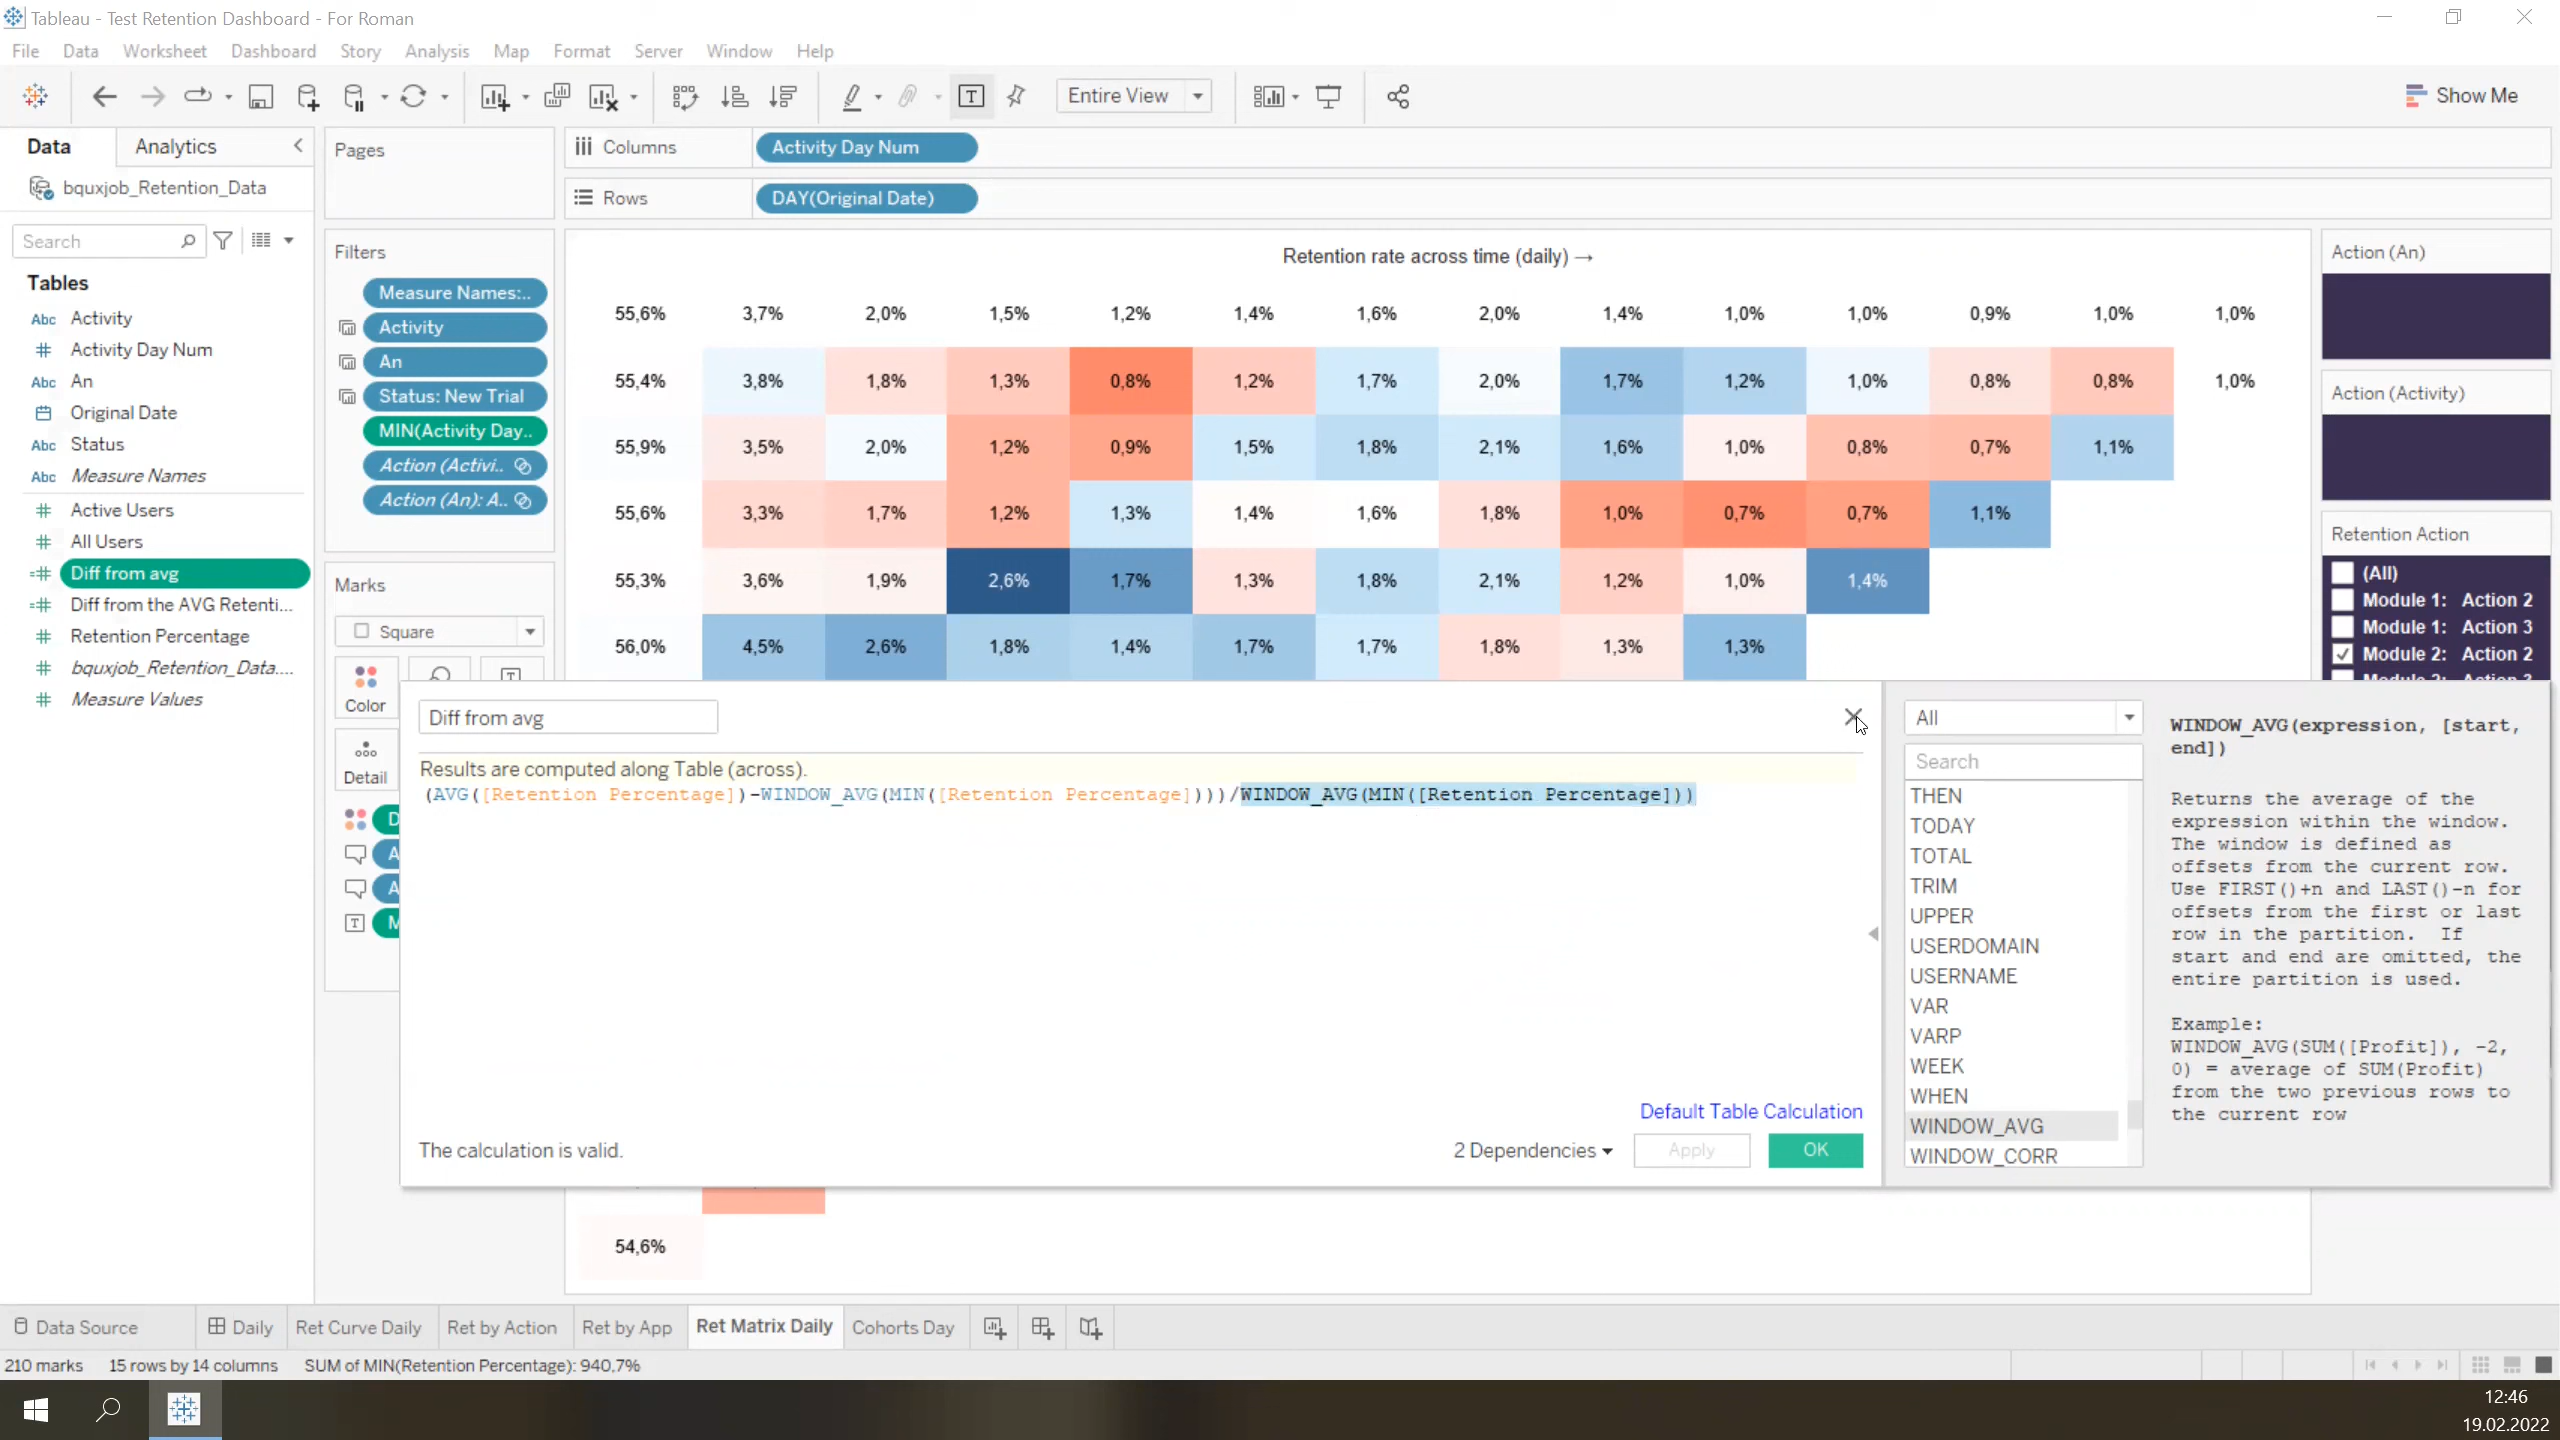 Tableau - Test Retention Dashboard - For Roman
File Data Worksheet Dashboard Story Analysis Map Format Server Window Help
Entire View
Show Me
Data Analytics
bquxjob_Retention_Data
Search
Tables
Abc Activity
# Activity Day Num
Abc An
Original Date
Abc Status
Abc Measure Names
# Active Users
# All Users
=# Diff from avg
=# Diff from the AVG Retenti...
# Retention Percentage
# bquxjob_Retention_Data....
# Measure Values
Pages
Filters
Measure Names:..
Activity
An
Status: New Trial
MIN(Activity Day..
Action (Activi..
Action (An): A..
Marks
Square
Color
Detail
D
A
A
M
Columns Activity Day Num
Rows DAY(Original Date)
Retention rate across time (daily) →
55,6% 3,7% 2,0% 1,5% 1,2% 1,4% 1,6% 2,0% 1,4% 1,0% 1,0% 0,9% 1,0% 1,0%
55,4% 3,8% 1,8% 1,3% 0,8% 1,2% 1,7% 2,0% 1,7% 1,2% 1,0% 0,8% 0,8% 1,0%
55,9% 3,5% 2,0% 1,2% 0,9% 1,5% 1,8% 2,1% 1,6% 1,0% 0,8% 0,7% 1,1%
55,6% 3,3% 1,7% 1,2% 1,3% 1,4% 1,6% 1,8% 1,0% 0,7% 0,7% 1,1%
55,3% 3,6% 1,9% 2,6% 1,7% 1,3% 1,8% 2,1% 1,2% 1,0% 1,4%
56,0% 4,5% 2,6% 1,8% 1,4% 1,7% 1,7% 1,8% 1,3% 1,3%
54,6%
Action (An)
Action (Activity)
Retention Action
(All)
Module 1: Action 2
Module 1: Action 3
Module 2: Action 2
Diff from avg
Results are computed along Table (across).
(AVG([Retention Percentage])-WINDOW_AVG(MIN([Retention Percentage])))/WINDOW_AVG(MIN([Retention Percentage]))
Default Table Calculation
The calculation is valid.
2 Dependencies
Apply
OK
All
Search
THEN
TODAY
TOTAL
TRIM
UPPER
USERDOMAIN
USERNAME
VAR
VARP
WEEK
WHEN
WINDOW_AVG
WINDOW_CORR
WINDOW_AVG(expression, [start,
end])
Returns the average of the
expression within the window.
The window is defined as
offsets from the current row.
Use FIRST()+n and LAST()-n for
offsets from the first or last
row in the partition. If
start and end are omitted, the
entire partition is used.
Example:
WINDOW_AVG(SUM([Profit]), -2,
0) = average of SUM(Profit)
from the two previous rows to
the current row
Data Source Daily Ret Curve Daily Ret by Action Ret by App Ret Matrix Daily Cohorts Day
210 marks 15 rows by 14 columns SUM of MIN(Retention Percentage): 940,7%
12:46
19.02.2022